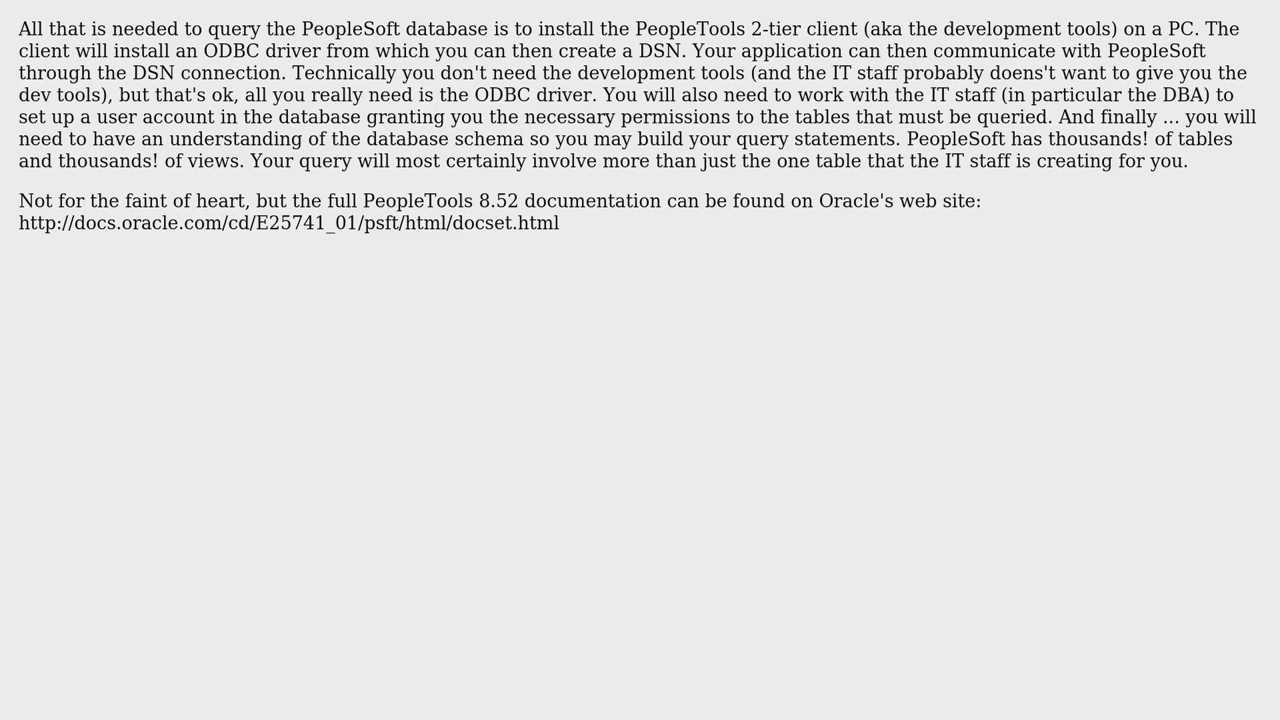 All that is needed to query the PeopleSoft database is to install the PeopleTools 2-tier client (aka the development tools) on a PC. The
client will install an ODBC driver from which you can then create a DSN. Your application can then communicate with PeopleSoft
through the DSN connection. Technically you don't need the development tools (and the IT staff probably doens't want to give you the
dev tools), but that's ok, all you really need is the ODBC driver. You will also need to work with the IT staff (in particular the DBA) to
set up a user account in the database granting you the necessary permissions to the tables that must be queried. And finally ... you will
need to have an understanding of the database schema so you may build your query statements. PeopleSoft has thousands! of tables
and thousands! of views. Your query will most certainly involve more than just the one table that the IT staff is creating for you.
Not for the faint of heart, but the full PeopleTools 8.52 documentation can be found on Oracle's web site:
http://docs.oracle.com/cd/E25741_01/psft/html/docset.html